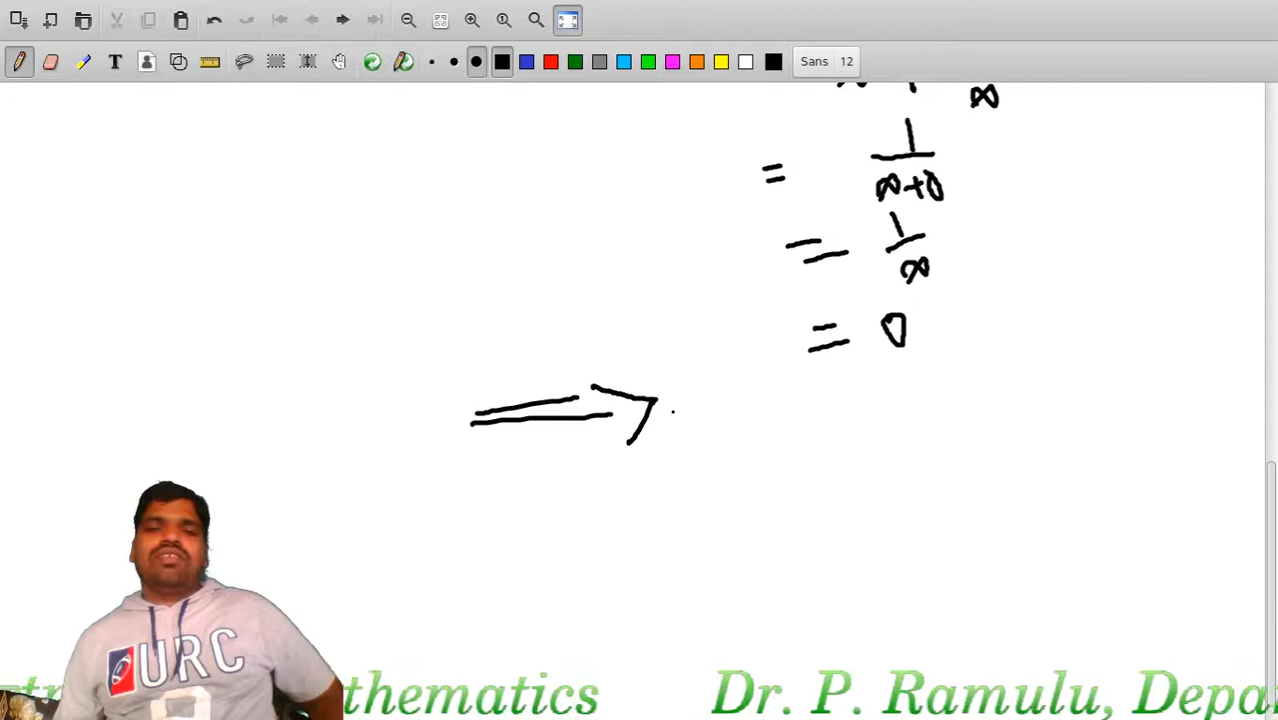 Sans 12
∞
= 1/(∞+0)
= 1/∞
= 0
⟹
URC
thematics Dr. P. Ramulu, Depa